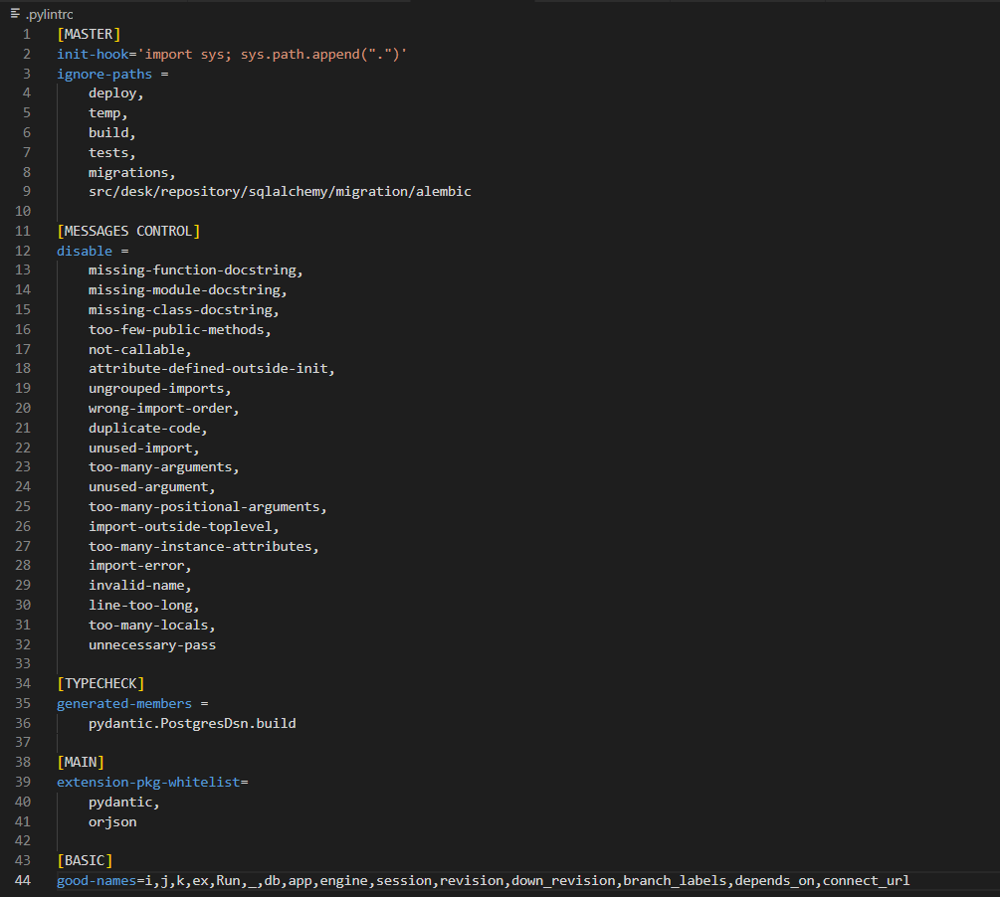 .pylintrc
1 [MASTER]
2 init-hook='import sys; sys.path.append(".")'
3 ignore-paths =
4     deploy,
5     temp,
6     build,
7     tests,
8     migrations,
9     src/desk/repository/sqlalchemy/migration/alembic
10
11 [MESSAGES CONTROL]
12 disable =
13     missing-function-docstring,
14     missing-module-docstring,
15     missing-class-docstring,
16     too-few-public-methods,
17     not-callable,
18     attribute-defined-outside-init,
19     ungrouped-imports,
20     wrong-import-order,
21     duplicate-code,
22     unused-import,
23     too-many-arguments,
24     unused-argument,
25     too-many-positional-arguments,
26     import-outside-toplevel,
27     too-many-instance-attributes,
28     import-error,
29     invalid-name,
30     line-too-long,
31     too-many-locals,
32     unnecessary-pass
33
34 [TYPECHECK]
35 generated-members =
36     pydantic.PostgresDsn.build
37
38 [MAIN]
39 extension-pkg-whitelist=
40     pydantic,
41     orjson
42
43 [BASIC]
44 good-names=i,j,k,ex,Run,_,db,app,engine,session,revision,down_revision,branch_labels,depends_on,connect_url